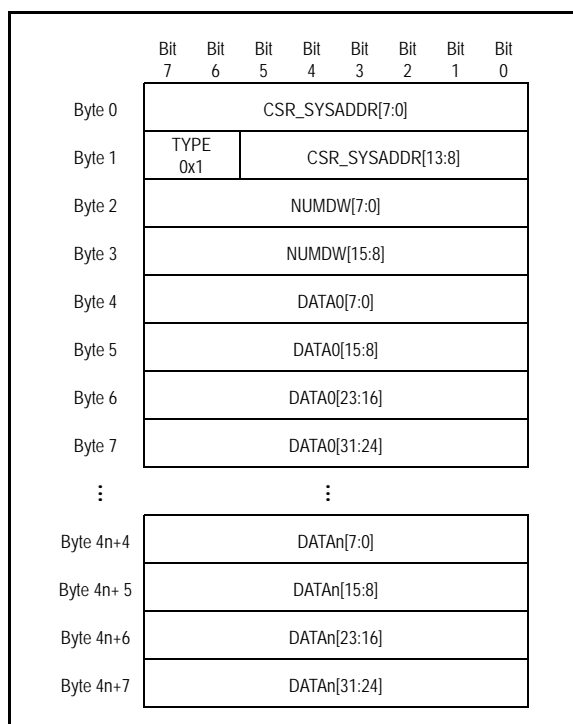 Bit Bit Bit Bit Bit Bit Bit Bit
7 6 5 4 3 2 1 0
Byte 0 CSR_SYSADDR[7:0]
Byte 1 TYPE 0x1 CSR_SYSADDR[13:8]
Byte 2 NUMDW[7:0]
Byte 3 NUMDW[15:8]
Byte 4 DATA0[7:0]
Byte 5 DATA0[15:8]
Byte 6 DATA0[23:16]
Byte 7 DATA0[31:24]
⋮ ⋮
Byte 4n+4 DATAn[7:0]
Byte 4n+ 5 DATAn[15:8]
Byte 4n+6 DATAn[23:16]
Byte 4n+7 DATAn[31:24]